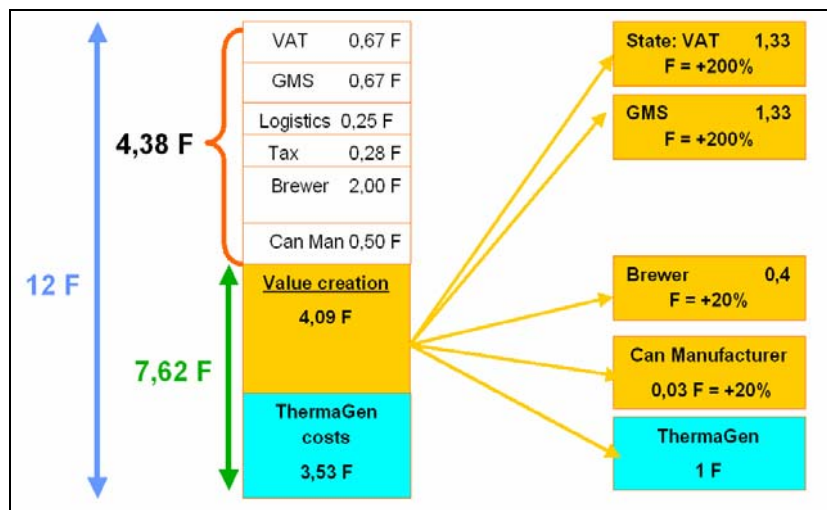 12 F
4,38 F
7,62 F
VAT 0,67 F
GMS 0,67 F
Logistics 0,25 F
Tax 0,28 F
Brewer 2,00 F
Can Man 0,50 F
Value creation
4,09 F
ThermaGen
costs
3,53 F
State: VAT 1,33
F = +200%
GMS 1,33
F = +200%
Brewer 0,4
F = +20%
Can Manufacturer
0,03 F = +20%
ThermaGen
1 F